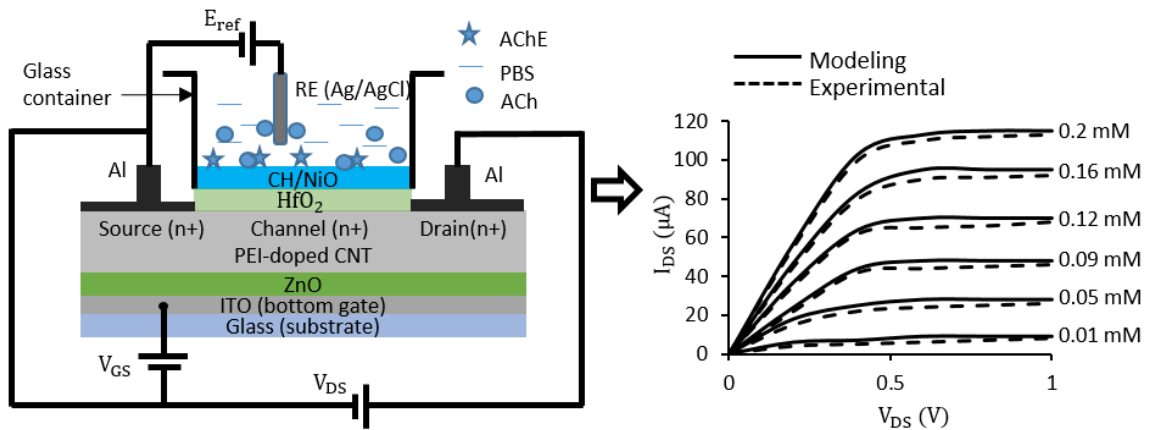 E_ref
Glass
container
RE (Ag/AgCl)
AChE
PBS
ACh
Al
Al
CH/NiO
HfO₂
Source (n+)
Channel (n+)
Drain(n+)
PEI-doped CNT
ZnO
ITO (bottom gate)
Glass (substrate)
V_GS
V_DS
Modeling
Experimental
I_DS (µA)
120
100
80
60
40
20
0
0.2 mM
0.16 mM
0.12 mM
0.09 mM
0.05 mM
0.01 mM
0
0.5
1
V_DS (V)